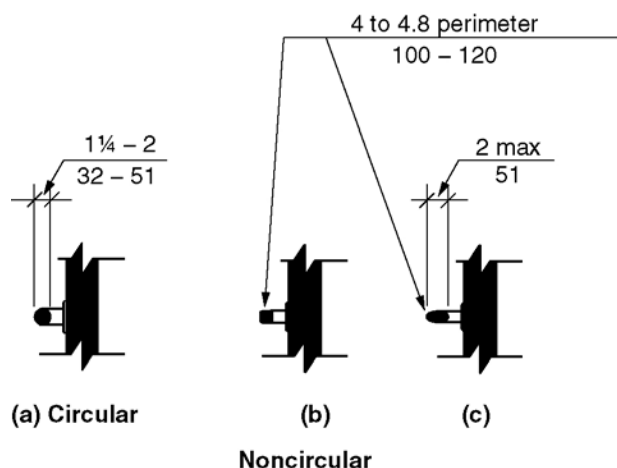 4 to 4.8 perimeter
100 – 120
1¼ – 2
32 – 51
2 max
51
(a) Circular
(b)
(c)
Noncircular